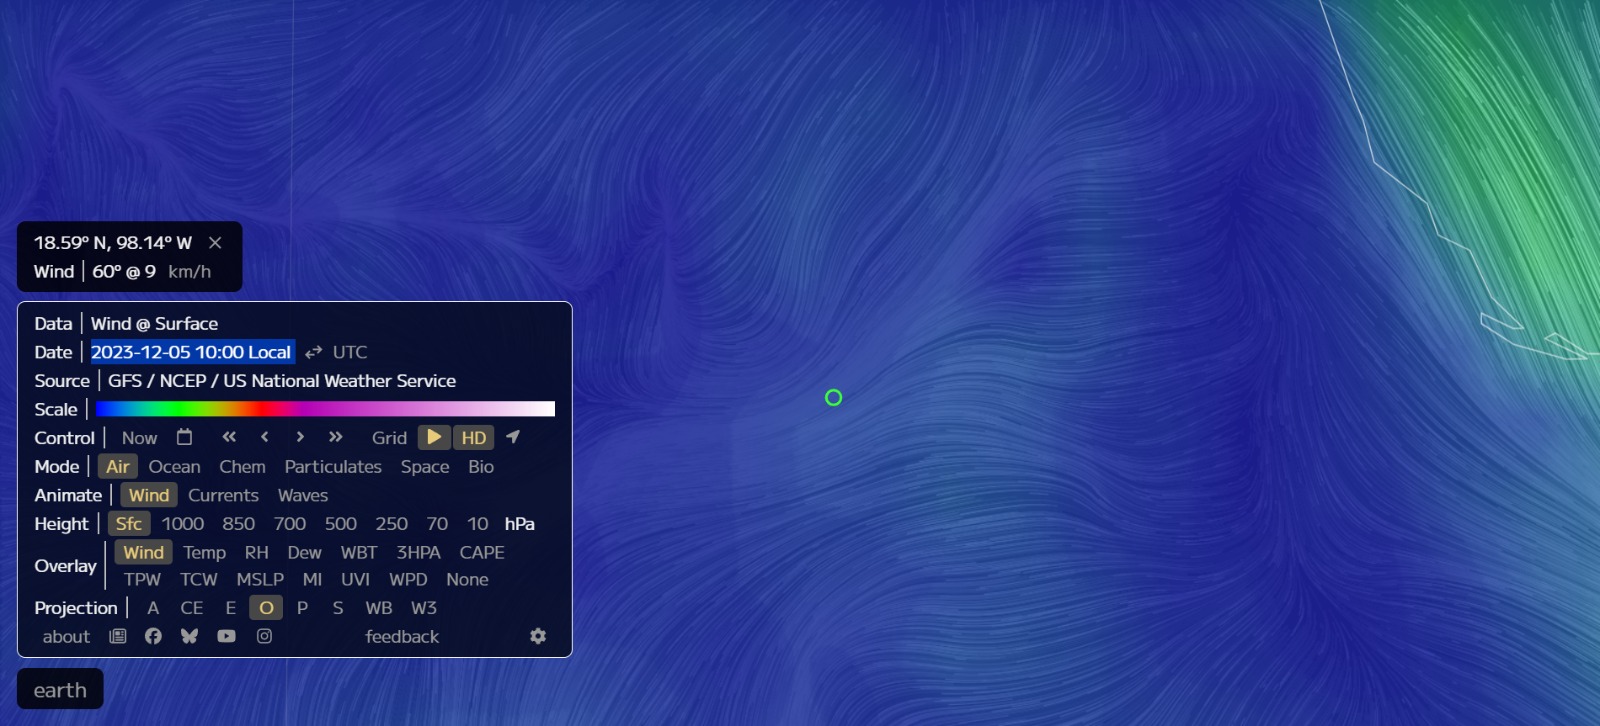 18.59° N, 98.14° W ×
Wind | 60° @ 9 km/h
Data | Wind @ Surface
Date | 2023-12-05 10:00 Local ⇄ UTC
Source | GFS / NCEP / US National Weather Service
Scale |
Control | Now « ‹ › » Grid HD
Mode | Air Ocean Chem Particulates Space Bio
Animate | Wind Currents Waves
Height | Sfc 1000 850 700 500 250 70 10 hPa
Overlay | Wind Temp RH Dew WBT 3HPA CAPE
TPW TCW MSLP MI UVI WPD None
Projection | A CE E O P S WB W3
about feedback
earth